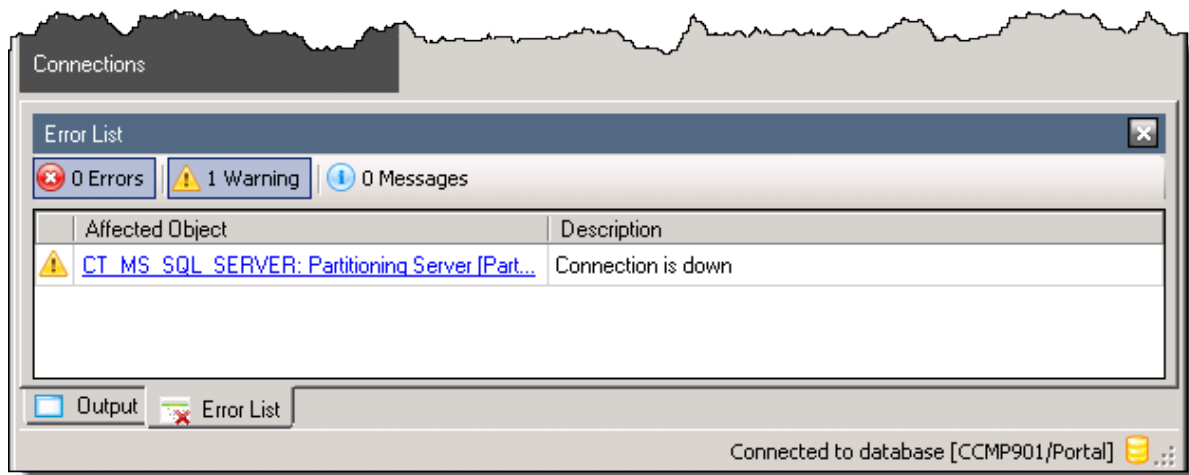 Connections
Error List
0 Errors 1 Warning 0 Messages
Affected Object Description
CT_MS_SQL_SERVER: Partitioning Server [Part... Connection is down
Output Error List
Connected to database [CCMP901/Portal]